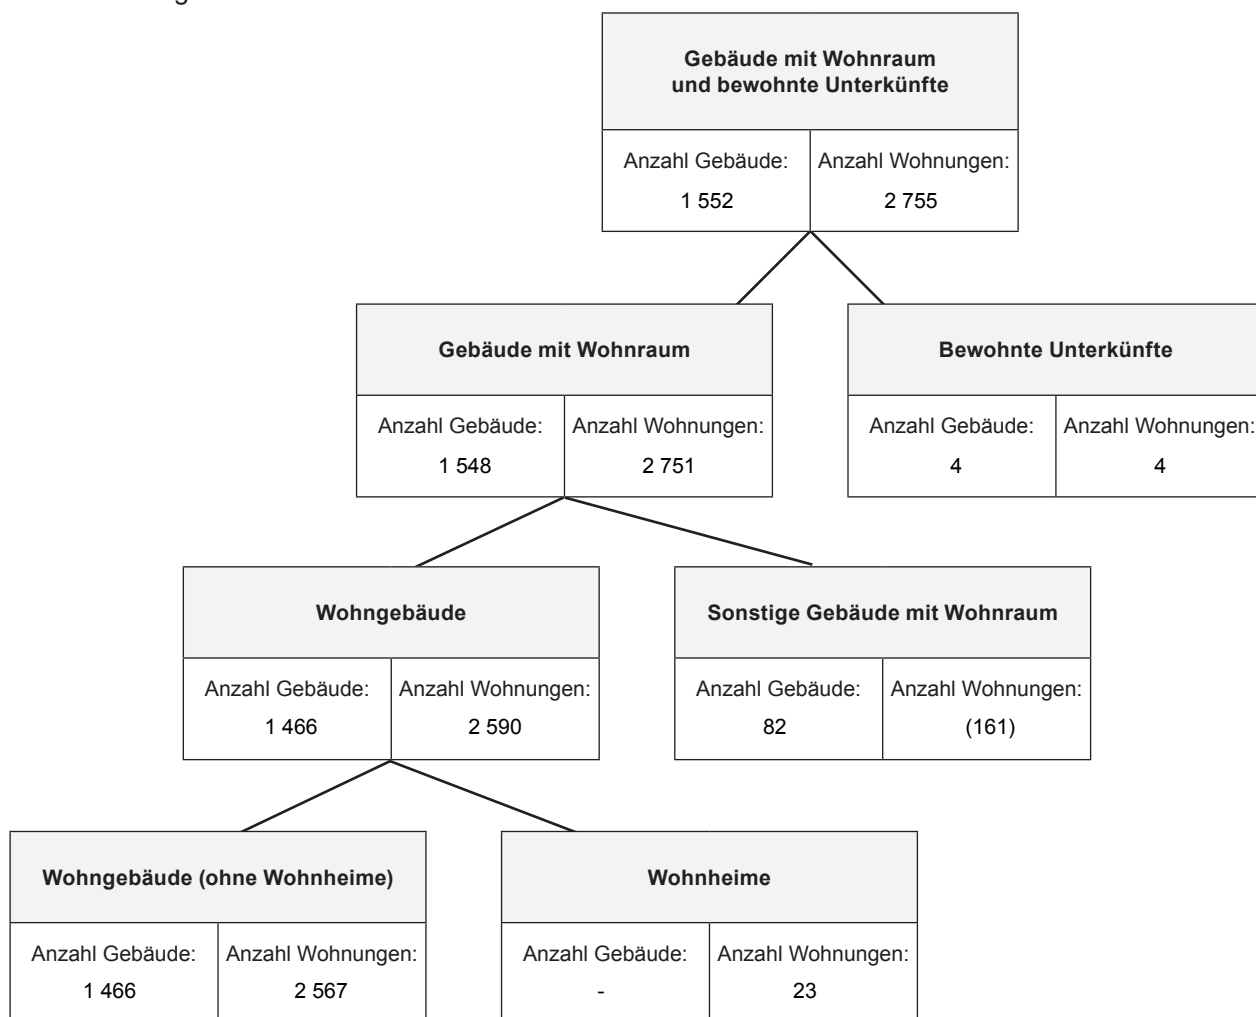 Gebäude mit Wohnraum
und bewohnte Unterkünfte
Anzahl Gebäude: Anzahl Wohnungen:
1 552 2 755
Gebäude mit Wohnraum Bewohnte Unterkünfte
Anzahl Gebäude: Anzahl Wohnungen: Anzahl Gebäude: Anzahl Wohnungen:
1 548 2 751 4 4
Wohngebäude Sonstige Gebäude mit Wohnraum
Anzahl Gebäude: Anzahl Wohnungen: Anzahl Gebäude: Anzahl Wohnungen:
1 466 2 590 82 (161)
Wohngebäude (ohne Wohnheime) Wohnheime
Anzahl Gebäude: Anzahl Wohnungen: Anzahl Gebäude: Anzahl Wohnungen:
1 466 2 567 - 23